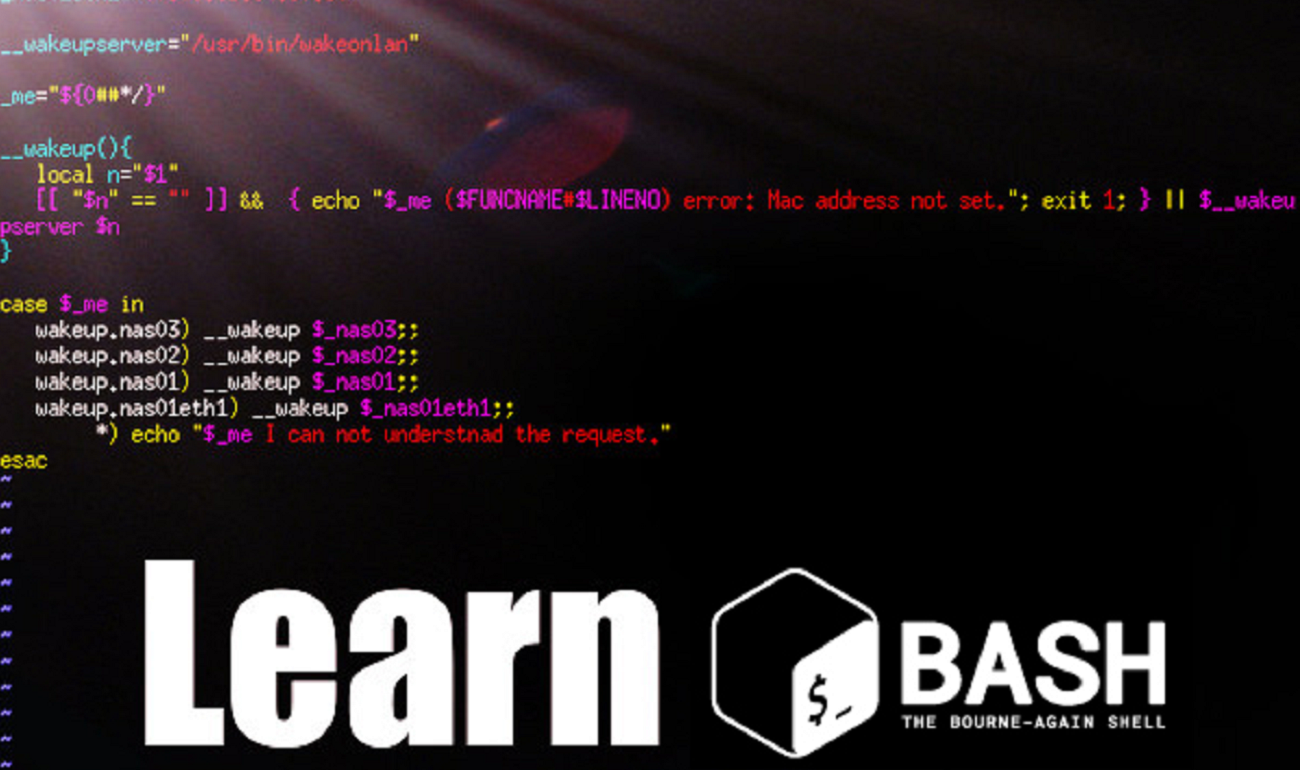 __wakeupserver="/usr/bin/wakeonlan"
_me="${0##*/}"
__wakeup(){
local n="$1"
[[ "$n" == "" ]] && { echo "$_me ($FUNCNAME#$LINENO) error: Mac address not set."; exit 1; } || $__wakeu
pserver $n
}
case $_me in
wakeup.nas03) __wakeup $_nas03;;
wakeup.nas02) __wakeup $_nas02;;
wakeup.nas01) __wakeup $_nas01;;
wakeup.nas01eth1) __wakeup $_nas01eth1;;
*) echo "$_me I can not understnad the request."
esac
~
~
~
~
~
~
~
~
~
~
~
~
Learn
$_
BASH
THE BOURNE-AGAIN SHELL